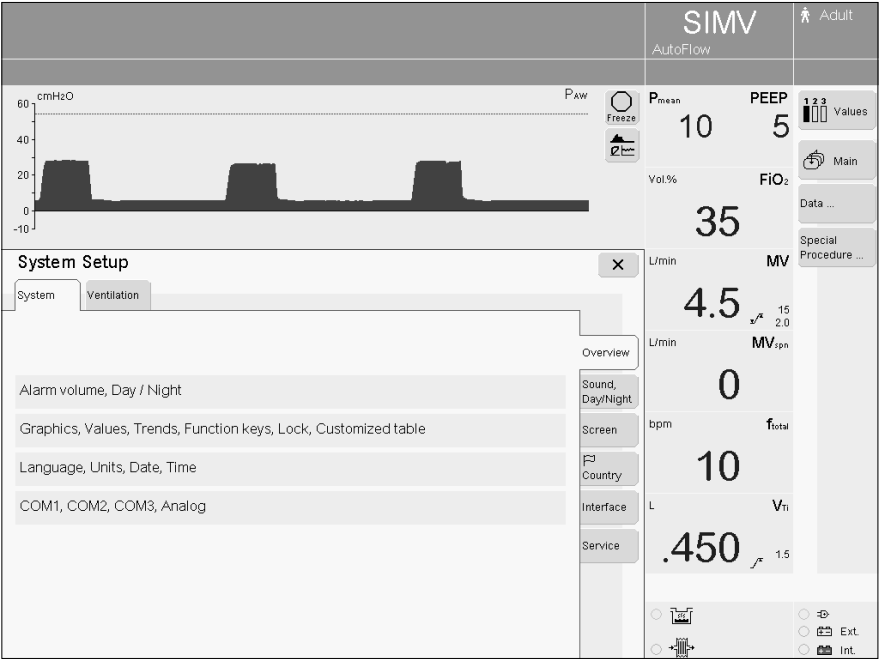 SIMV
AutoFlow
Adult
cmH2O
PAW
60
40
20
0
-10
Freeze
Pmean
PEEP
10
5
1 2 3
Values
Main
Vol.%
FiO2
35
Data ...
Special
Procedure ...
System Setup
L/min
MV
4.5
15
2.0
System
Ventilation
L/min
MVspn
0
Overview
Alarm volume, Day / Night
Sound,
Day/Night
Graphics, Values, Trends, Function keys, Lock, Customized table
Screen
bpm
ftotal
10
Language, Units, Date, Time
Country
COM1, COM2, COM3, Analog
Interface
L
VTi
.450
1.5
Service
Ext.
Int.